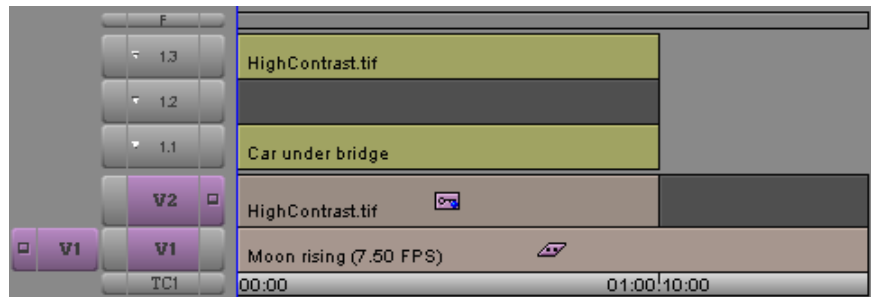 F
1.3 HighContrast.tif
1.2
1.1 Car under bridge
V2 HighContrast.tif
V1 V1 Moon rising (7.50 FPS)
TC1 00:00 01:00:10:00